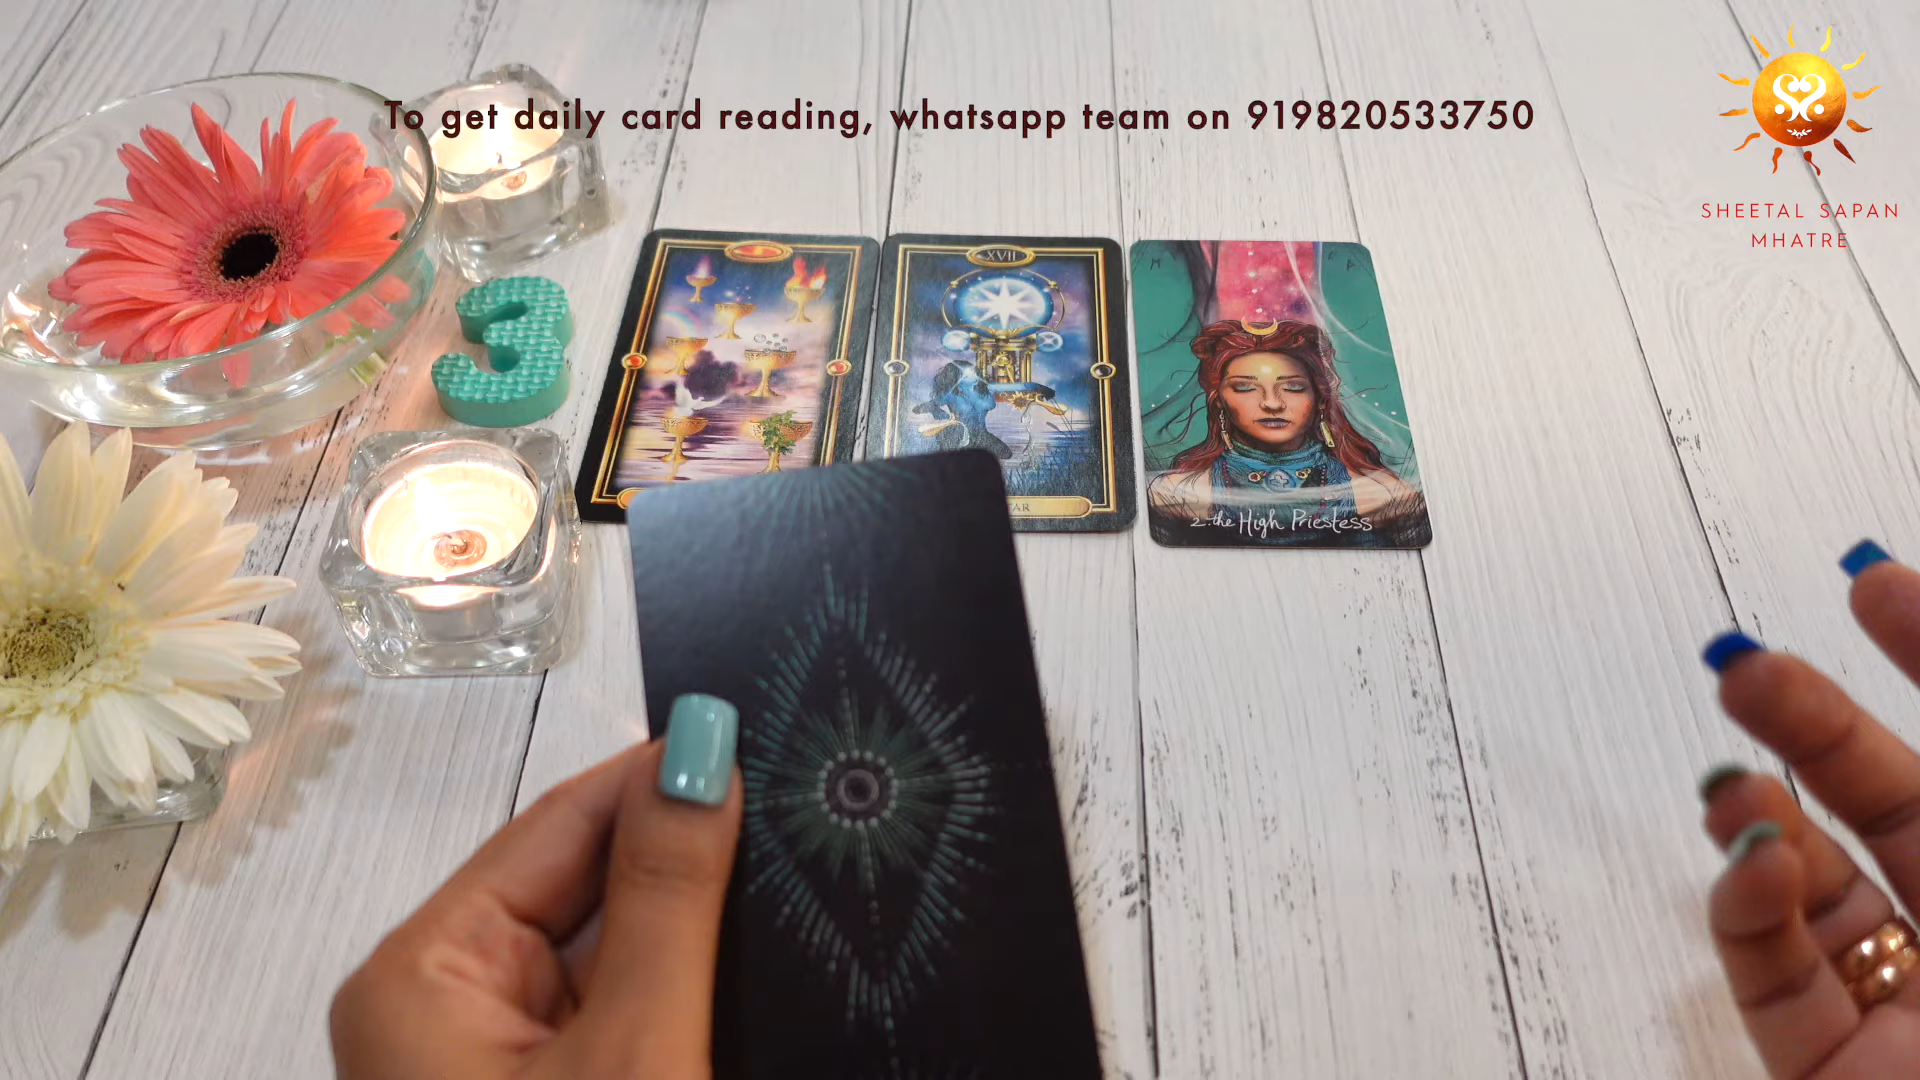 To get daily card reading, whatsapp team on 919820533750
SHEETAL SAPAN
MHATRE
XVII
2. the High Priestess